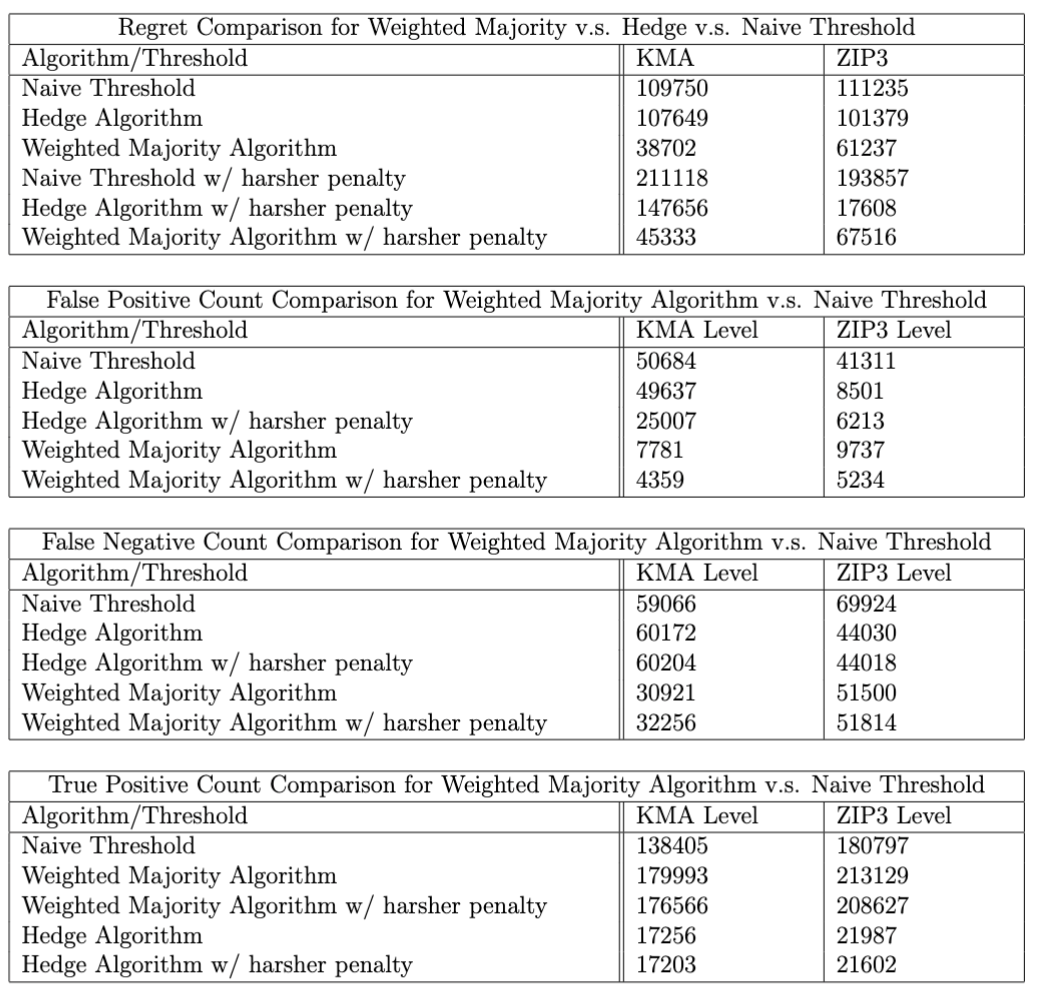 Regret Comparison for Weighted Majority v.s. Hedge v.s. Naive Threshold
Algorithm/Threshold KMA ZIP3
Naive Threshold 109750 111235
Hedge Algorithm 107649 101379
Weighted Majority Algorithm 38702 61237
Naive Threshold w/ harsher penalty 211118 193857
Hedge Algorithm w/ harsher penalty 147656 17608
Weighted Majority Algorithm w/ harsher penalty 45333 67516
False Positive Count Comparison for Weighted Majority Algorithm v.s. Naive Threshold
Algorithm/Threshold KMA Level ZIP3 Level
Naive Threshold 50684 41311
Hedge Algorithm 49637 8501
Hedge Algorithm w/ harsher penalty 25007 6213
Weighted Majority Algorithm 7781 9737
Weighted Majority Algorithm w/ harsher penalty 4359 5234
False Negative Count Comparison for Weighted Majority Algorithm v.s. Naive Threshold
Algorithm/Threshold KMA Level ZIP3 Level
Naive Threshold 59066 69924
Hedge Algorithm 60172 44030
Hedge Algorithm w/ harsher penalty 60204 44018
Weighted Majority Algorithm 30921 51500
Weighted Majority Algorithm w/ harsher penalty 32256 51814
True Positive Count Comparison for Weighted Majority Algorithm v.s. Naive Threshold
Algorithm/Threshold KMA Level ZIP3 Level
Naive Threshold 138405 180797
Weighted Majority Algorithm 179993 213129
Weighted Majority Algorithm w/ harsher penalty 176566 208627
Hedge Algorithm 17256 21987
Hedge Algorithm w/ harsher penalty 17203 21602